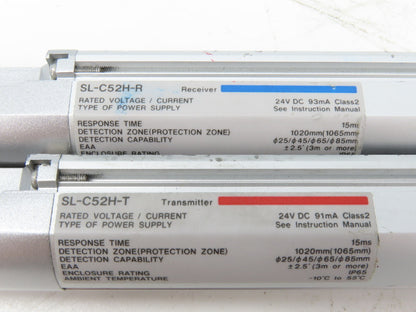 SL-C52H-R Receiver
RATED VOLTAGE / CURRENT 24V DC 93mA Class2
TYPE OF POWER SUPPLY See Instruction Manual
RESPONSE TIME 15ms
DETECTION ZONE(PROTECTION ZONE) 1020mm(1065mm)
DETECTION CAPABILITY φ25/φ45/φ65/φ85mm
EAA ±2.5°(3m or more)
ENCLOSURE RATING IP65
SL-C52H-T Transmitter
RATED VOLTAGE / CURRENT 24V DC 91mA Class2
TYPE OF POWER SUPPLY See Instruction Manual
RESPONSE TIME 15ms
DETECTION ZONE(PROTECTION ZONE) 1020mm(1065mm)
DETECTION CAPABILITY φ25/φ45/φ65/φ85mm
EAA ±2.5°(3m or more)
ENCLOSURE RATING IP65
AMBIENT TEMPERATURE -10°C to 55°C